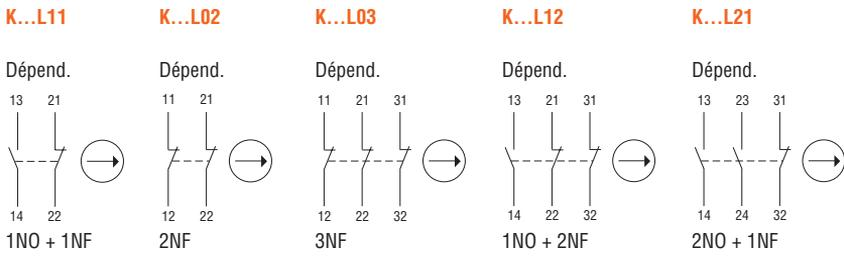 K…L11 K…L02 K…L03 K…L12 K…L21
Dépend. Dépend. Dépend. Dépend. Dépend.
13 21 11 21 11 21 31 13 21 31 13 23 31
14 22 12 22 12 22 32 14 22 32 14 24 32
1NO + 1NF 2NF 3NF 1NO + 2NF 2NO + 1NF